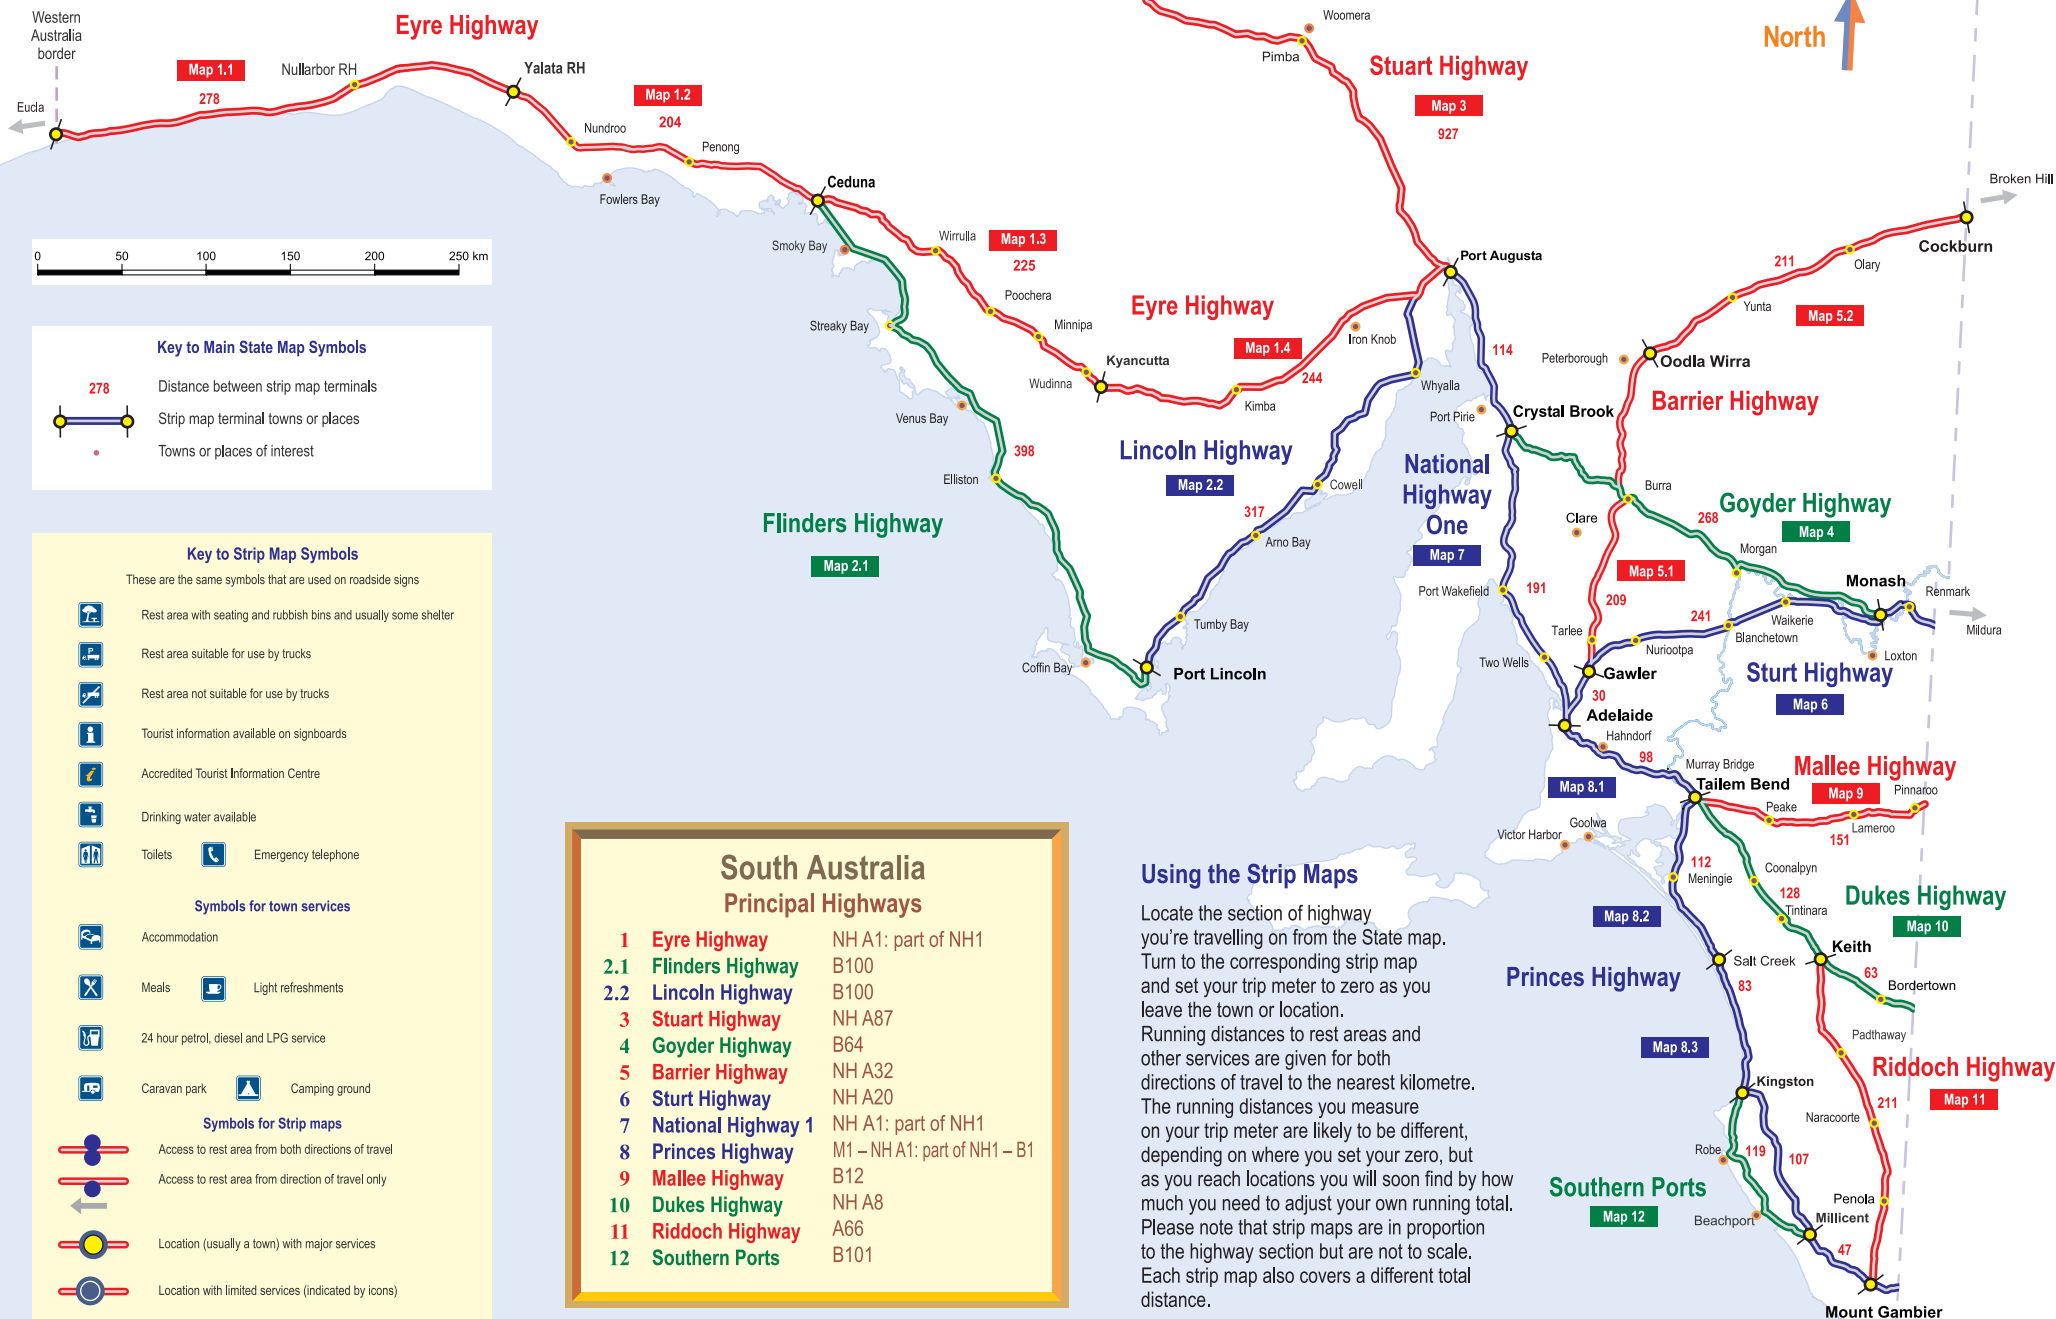 Western
Australia
border
Eyre Highway
Woomera
North
Map 1.1
Nullarbor RH
Yalata RH
Pimba
Stuart Highway
278
Map 1.2
Map 3
Eucla
204
927
Nundroo
Penong
Ceduna
Broken Hill
Fowlers Bay
Smoky Bay
Wirrulla
Map 1.3
Cockburn
0 50 100 150 200 250 km
225
Port Augusta
211
Olary
Poochera
Eyre Highway
Yunta
Map 5.2
Streaky Bay
Minnipa
Iron Knob
Key to Main State Map Symbols
Map 1.4
114
Peterborough
Oodla Wirra
Kyancutta
244
278 Distance between strip map terminals
Wudinna
Whyalla
Kimba
Barrier Highway
Strip map terminal towns or places
Venus Bay
Port Pirie
Crystal Brook
Towns or places of interest
398
Lincoln Highway
National
Highway
One
Map 2.2
Elliston
Cowell
Burra
Goyder Highway
317
Clare
268
Map 4
Flinders Highway
Arno Bay
Map 7
Morgan
Map 2.1
Map 5.1
Monash
Port Wakefield
191
209
Renmark
241
Waikerie
Tumby Bay
Tarlee
Blanchetown
Mildura
Nuriootpa
Coffin Bay
Two Wells
Loxton
Port Lincoln
Gawler
Sturt Highway
30
Map 6
Adelaide
Hahndorf
98
Murray Bridge
Mallee Highway
Map 8.1
Tailem Bend
Map 9
Pinnaroo
Peake
Lameroo
151
Victor Harbor
Goolwa
112
Meningie
Coonalpyn
128
Dukes Highway
Tintinara
Map 8.2
Map 10
Keith
Salt Creek
63
Princes Highway
83
Bordertown
Padthaway
Map 8.3
Riddoch Highway
Kingston
Map 11
211
Naracoorte
Robe
119
107
Southern Ports
Penola
Map 12
Beachport
Millicent
47
Mount Gambier
Key to Strip Map Symbols
These are the same symbols that are used on roadside signs
Rest area with seating and rubbish bins and usually some shelter
P
Rest area suitable for use by trucks
Rest area not suitable for use by trucks
i
Tourist information available on signboards
i
Accredited Tourist Information Centre
Drinking water available
Toilets
Emergency telephone
Symbols for town services
Accommodation
Meals
Light refreshments
24 hour petrol, diesel and LPG service
Caravan park
Camping ground
Symbols for Strip maps
Access to rest area from both directions of travel
Access to rest area from direction of travel only
Location (usually a town) with major services
Location with limited services (indicated by icons)
South Australia
Principal Highways
1 Eyre Highway NH A1: part of NH1
2.1 Flinders Highway B100
2.2 Lincoln Highway B100
3 Stuart Highway NH A87
4 Goyder Highway B64
5 Barrier Highway NH A32
6 Sturt Highway NH A20
7 National Highway 1 NH A1: part of NH1
8 Princes Highway M1 – NH A1: part of NH1 – B1
9 Mallee Highway B12
10 Dukes Highway NH A8
11 Riddoch Highway A66
12 Southern Ports B101
Using the Strip Maps
Locate the section of highway
you're travelling on from the State map.
Turn to the corresponding strip map
and set your trip meter to zero as you
leave the town or location.
Running distances to rest areas and
other services are given for both
directions of travel to the nearest kilometre.
The running distances you measure
on your trip meter are likely to be different,
depending on where you set your zero, but
as you reach locations you will soon find by how
much you need to adjust your own running total.
Please note that strip maps are in proportion
to the highway section but are not to scale.
Each strip map also covers a different total
distance.